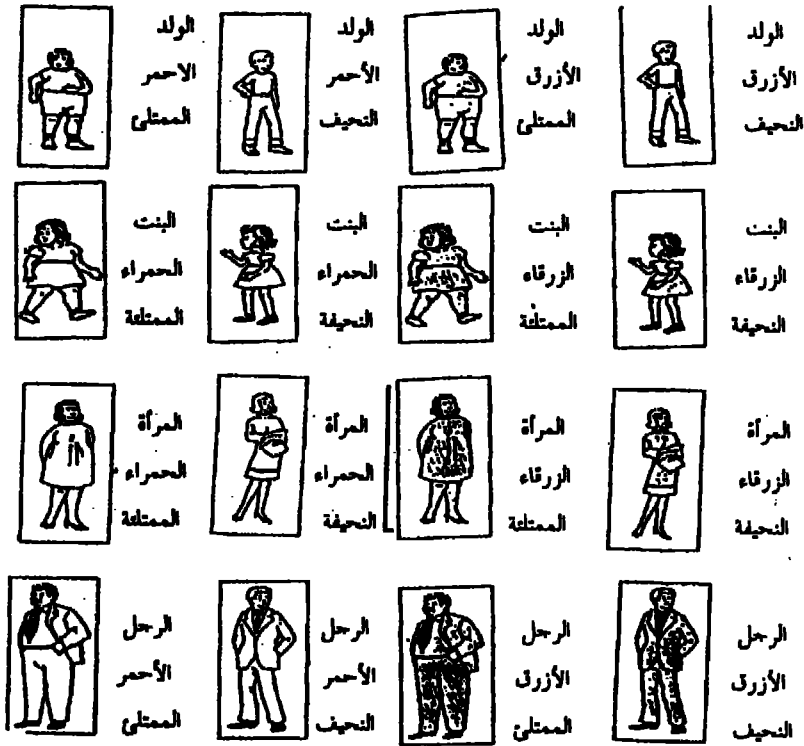 الولد
الأزرق
النحيف
الولد
الأزرق
الممتلئ
الولد
الأحمر
النحيف
الولد
الاحمر
الممتلئ
البنت
الزرقاء
النحيفة
البنت
الزرقاء
الممتلئة
البنت
الحمراء
النحيفة
البنت
الحمراء
الممتلئة
المرأة
الزرقاء
النحيفة
المرأة
الزرقاء
الممتلئة
المرأة
الحمراء
النحيفة
المرأة
الحمراء
الممتلئة
الرجل
الأزرق
النحيف
الرجل
الأزرق
الممتلئ
الرجل
الأحمر
النحيف
الرجل
الأحمر
الممتلئ